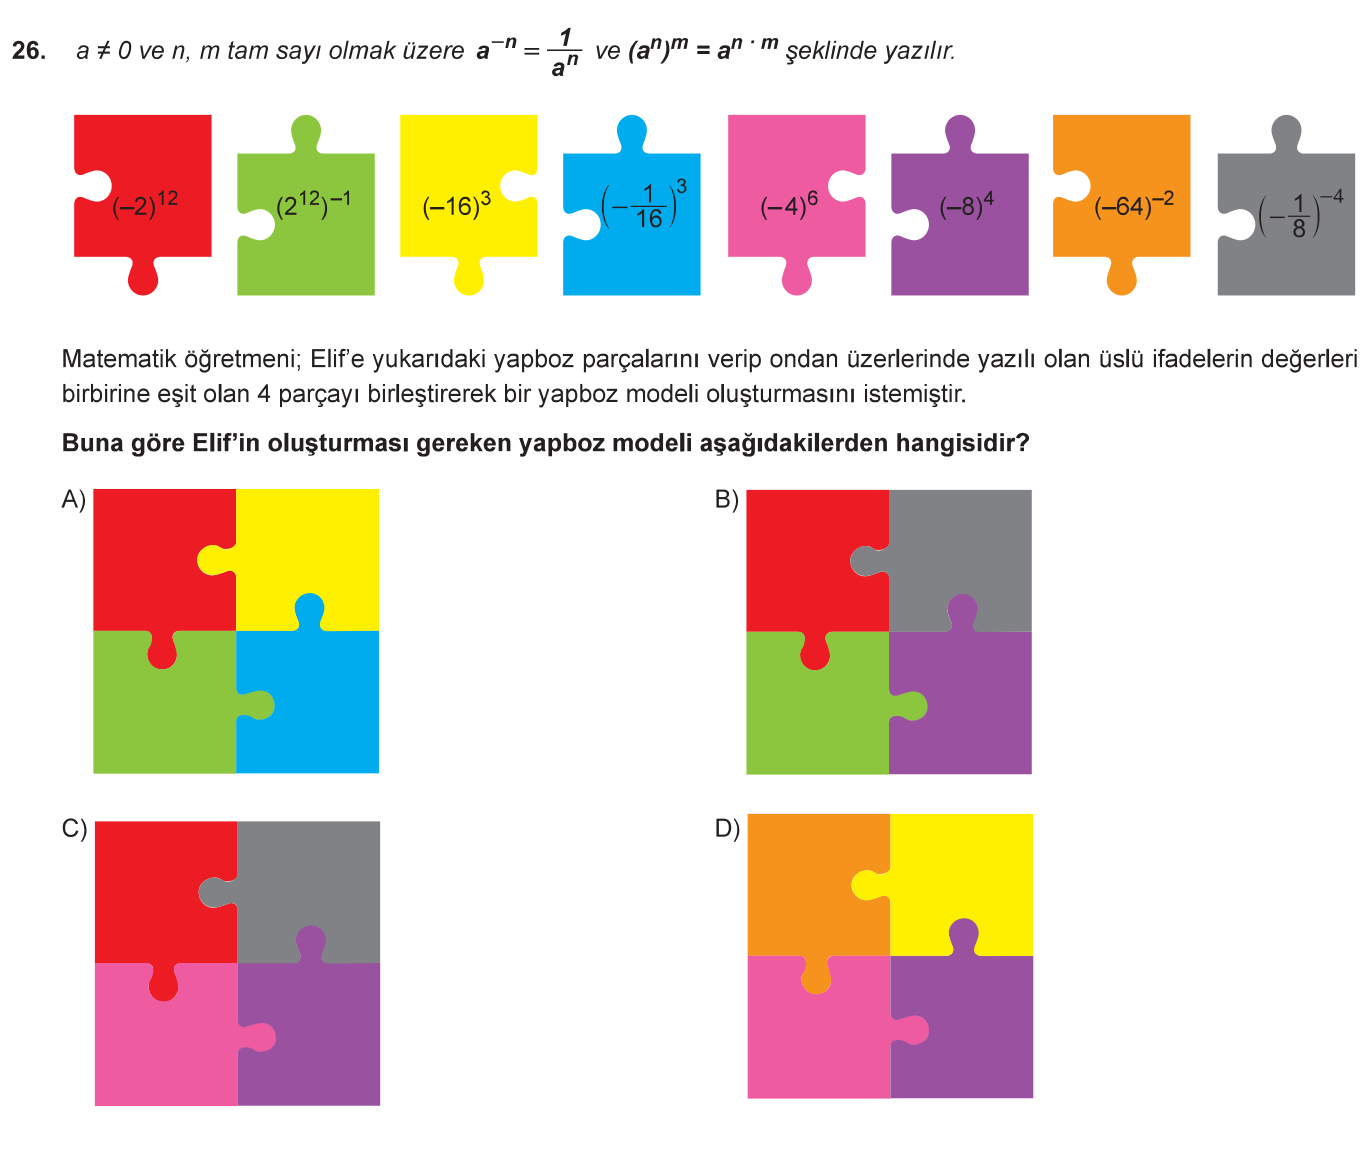 26. a ≠ 0 ve n, m tam sayı olmak üzere a⁻ⁿ = 1/aⁿ ve (aⁿ)ᵐ = aⁿ · ᵐ şeklinde yazılır.
(–2)¹² (2¹²)⁻¹ (–16)³ (–1/16)³ (–4)⁶ (–8)⁴ (–64)⁻² (–1/8)⁻⁴
Matematik öğretmeni; Elif’e yukarıdaki yapboz parçalarını verip ondan üzerlerinde yazılı olan üslü ifadelerin değerleri
birbirine eşit olan 4 parçayı birleştirerek bir yapboz modeli oluşturmasını istemiştir.
Buna göre Elif’in oluşturması gereken yapboz modeli aşağıdakilerden hangisidir?
A) B)
C) D)